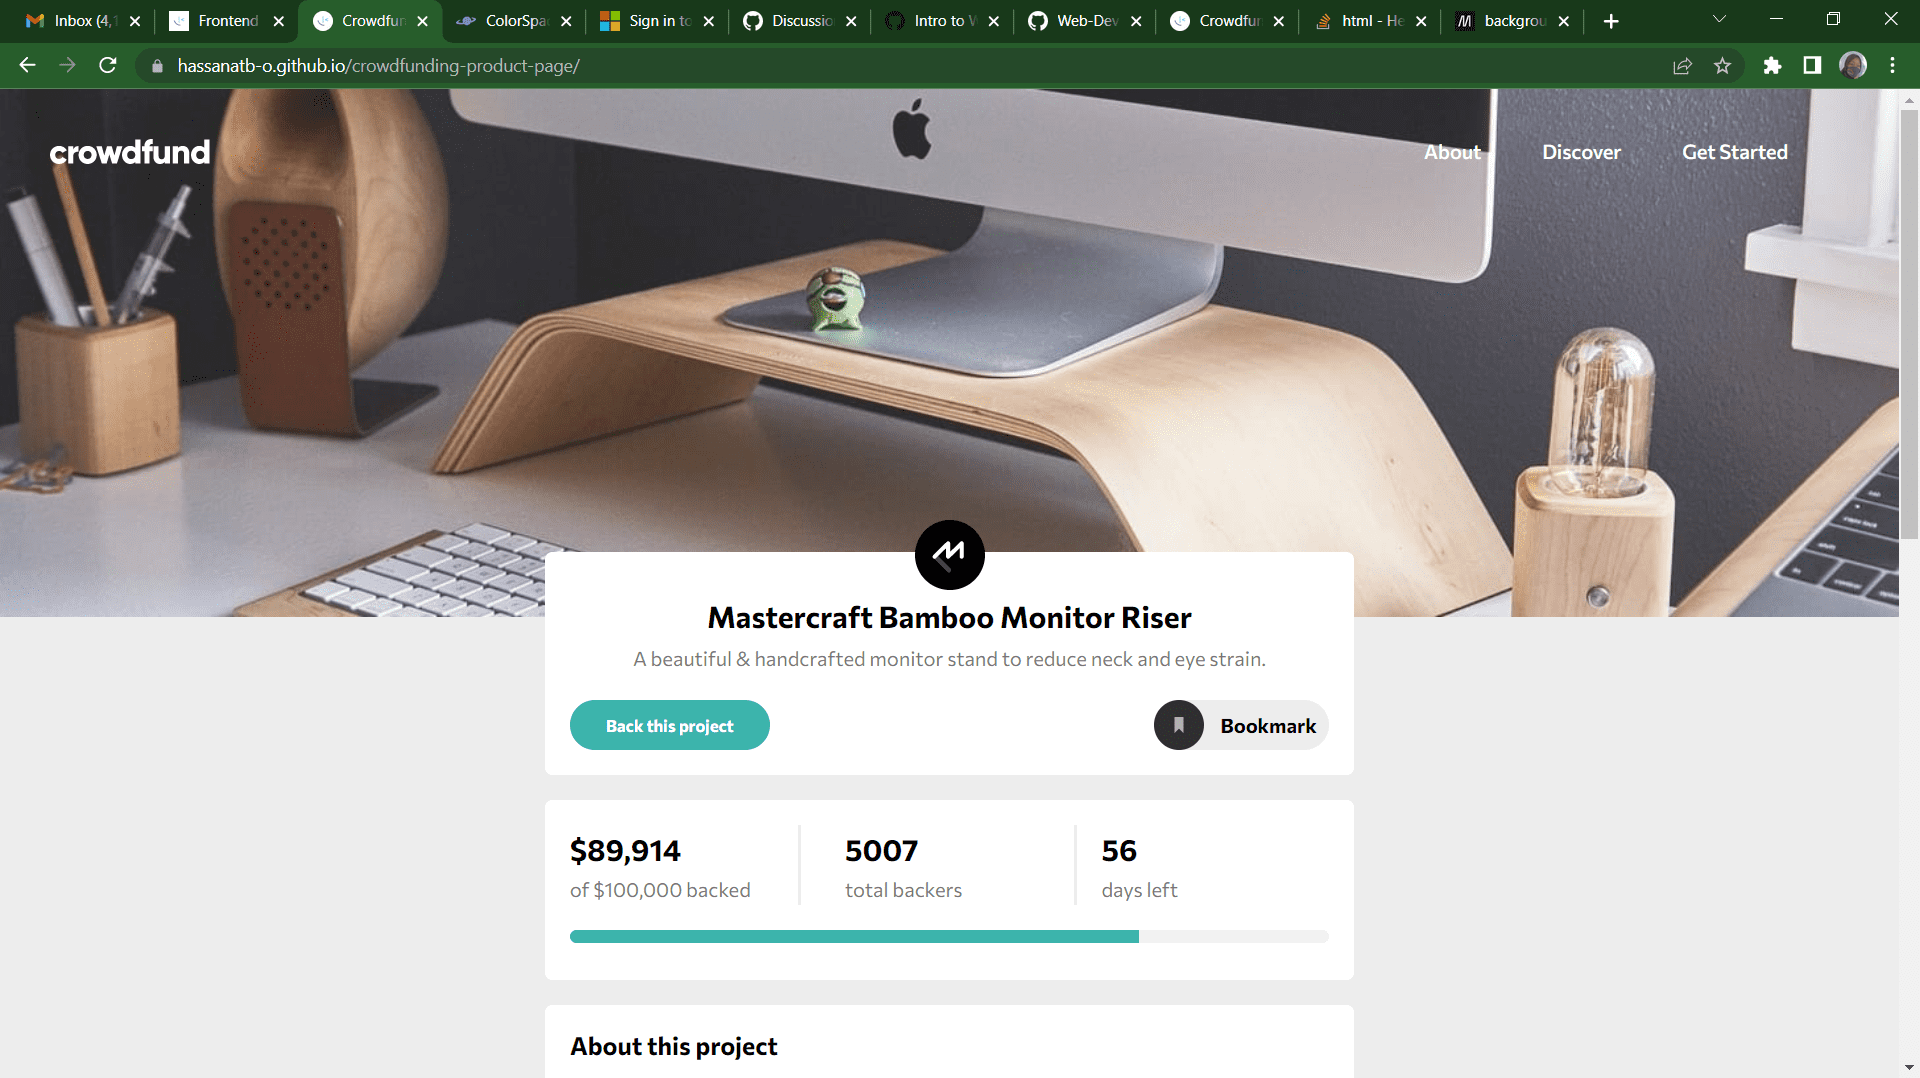 Inbox (4,1
Frontend
Crowdfun
ColorSpa
Sign in to
Discussio
Intro to W
Web-Dev
Crowdfun
html - He
backgrou
hassanatb-o.github.io/crowdfunding-product-page/
crowdfund
About
Discover
Get Started
Mastercraft Bamboo Monitor Riser
A beautiful & handcrafted monitor stand to reduce neck and eye strain.
Back this project
Bookmark
$89,914
of $100,000 backed
5007
total backers
56
days left
About this project